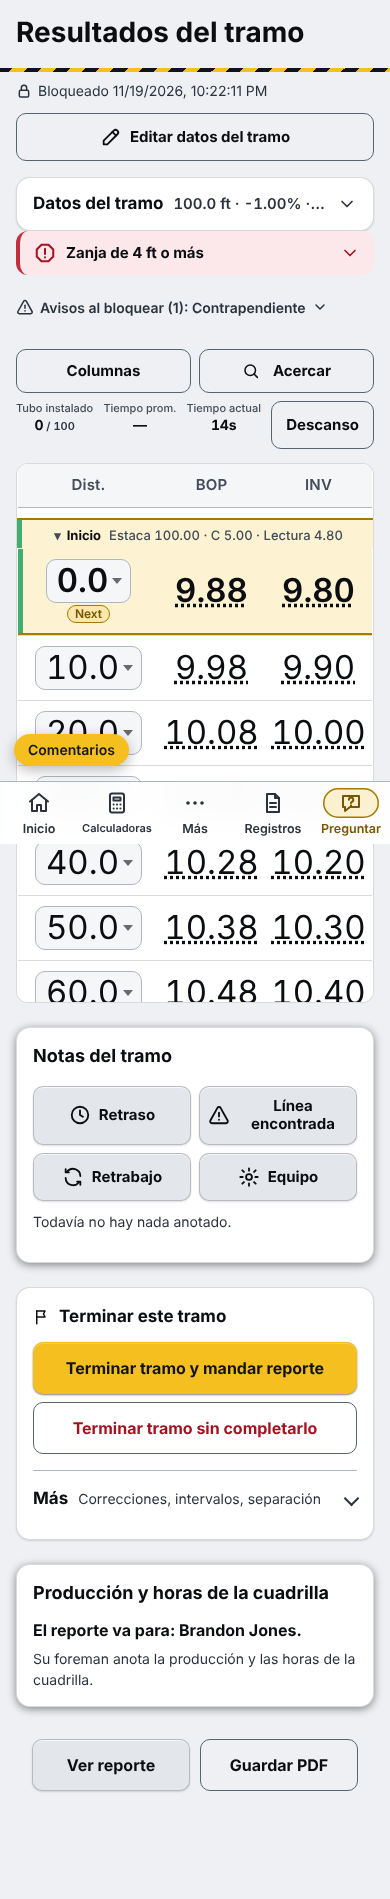 Resultados del tramo
Bloqueado 11/19/2026, 10:22:11 PM
Editar datos del tramo
Datos del tramo 100.0 ft · -1.00% ·...
Zanja de 4 ft o más
Avisos al bloquear (1): Contrapendiente
Columnas
Acercar
Tubo instalado Tiempo prom. Tiempo actual
0 / 100 — 14s
Descanso
Dist. BOP INV
▾ Inicio Estaca 100.00 · C 5.00 · Lectura 4.80
0.0 9.88 9.80
Next
10.0 9.98 9.90
20.0 10.08 10.00
Comentarios
Inicio Calculadoras Más Registros Preguntar
40.0 10.28 10.20
50.0 10.38 10.30
60.0 10.48 10.40
Notas del tramo
Retraso
Línea encontrada
Retrabajo
Equipo
Todavía no hay nada anotado.
Terminar este tramo
Terminar tramo y mandar reporte
Terminar tramo sin completarlo
Más Correcciones, intervalos, separación
Producción y horas de la cuadrilla
El reporte va para: Brandon Jones.
Su foreman anota la producción y las horas de la
cuadrilla.
Ver reporte
Guardar PDF